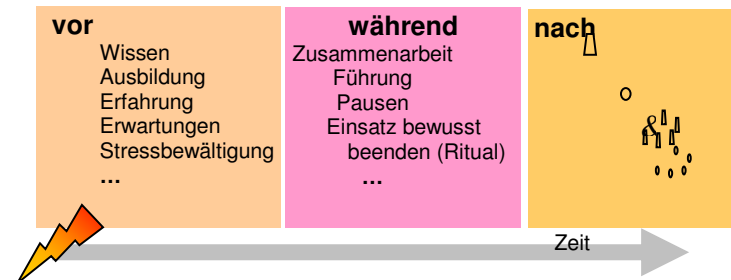 vor
Wissen
Ausbildung
Erfahrung
Erwartungen
Stressbewältigung
...
während
Zusammenarbeit
Führung
Pausen
Einsatz bewusst
beenden (Ritual)
...
nach
&
Zeit